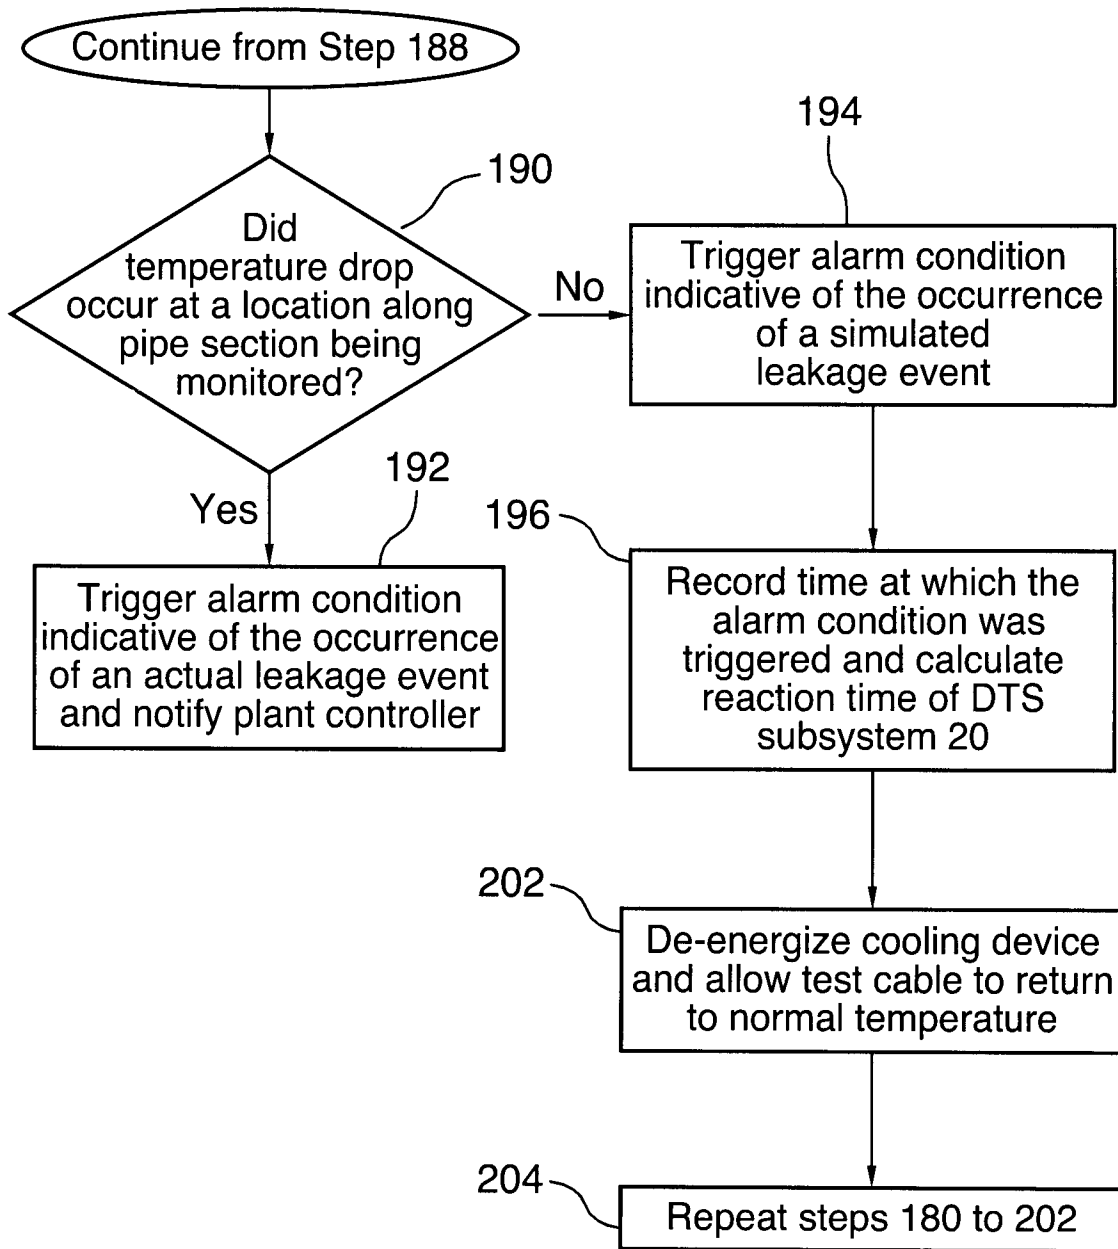 Continue from Step 188
190
Did
temperature drop
occur at a location along
pipe section being
monitored?
No
194
Trigger alarm condition
indicative of the occurrence
of a simulated
leakage event
Yes
192
Trigger alarm condition
indicative of the occurrence
of an actual leakage event
and notify plant controller
196
Record time at which the
alarm condition was
triggered and calculate
reaction time of DTS
subsystem 20
202
De-energize cooling device
and allow test cable to return
to normal temperature
204
Repeat steps 180 to 202